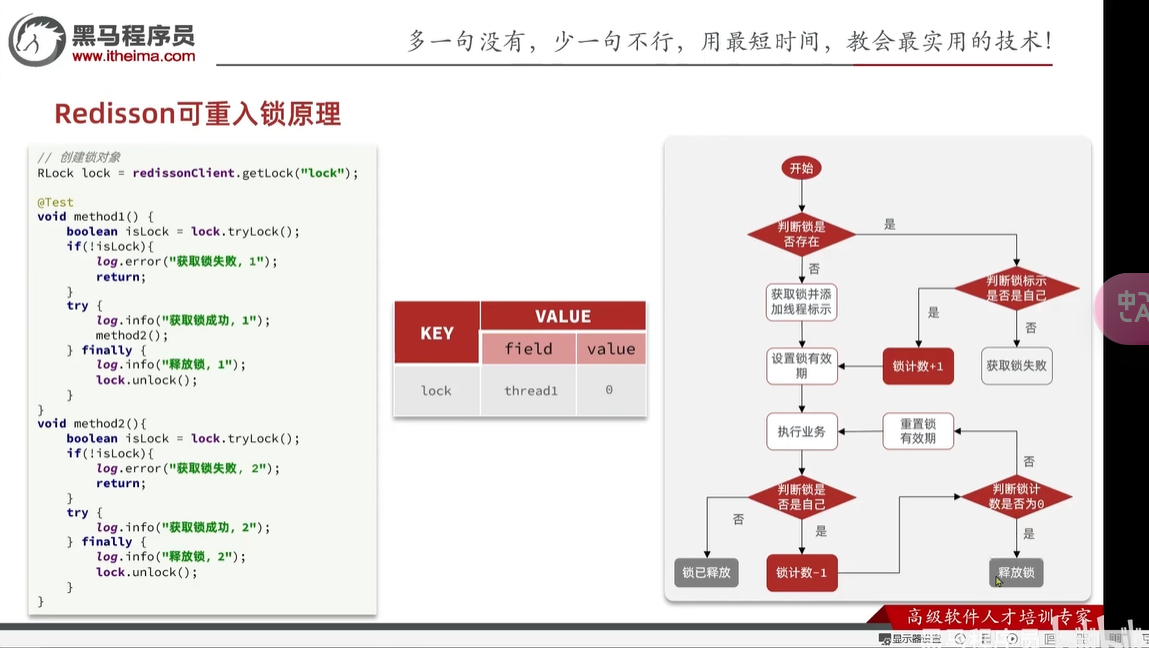 黑马程序员
www.itheima.com
多一句没有，少一句不行，用最短时间，教会最实用的技术！
Redisson可重入锁原理
// 创建锁对象
RLock lock = redissonClient.getLock("lock");
@Test
void method1() {
boolean isLock = lock.tryLock();
if(!isLock){
log.error("获取锁失败，1");
return;
}
try {
log.info("获取锁成功，1");
method2();
} finally {
log.info("释放锁，1");
lock.unlock();
}
}
void method2(){
boolean isLock = lock.tryLock();
if(!isLock){
log.error("获取锁失败，2");
return;
}
try {
log.info("获取锁成功，2");
} finally {
log.info("释放锁，2");
lock.unlock();
}
}
KEY
VALUE
field
value
lock
thread1
0
开始
判断锁是
否存在
是
否
获取锁并添
加线程标示
判断锁标示
是否是自己
是
否
设置锁有效
期
锁计数+1
获取锁失败
执行业务
重置锁
有效期
否
判断锁是
否是自己
判断锁计
数是否为0
否
是
是
锁已释放
锁计数-1
释放锁
高级软件人才培训专家
显示器设置
中
A